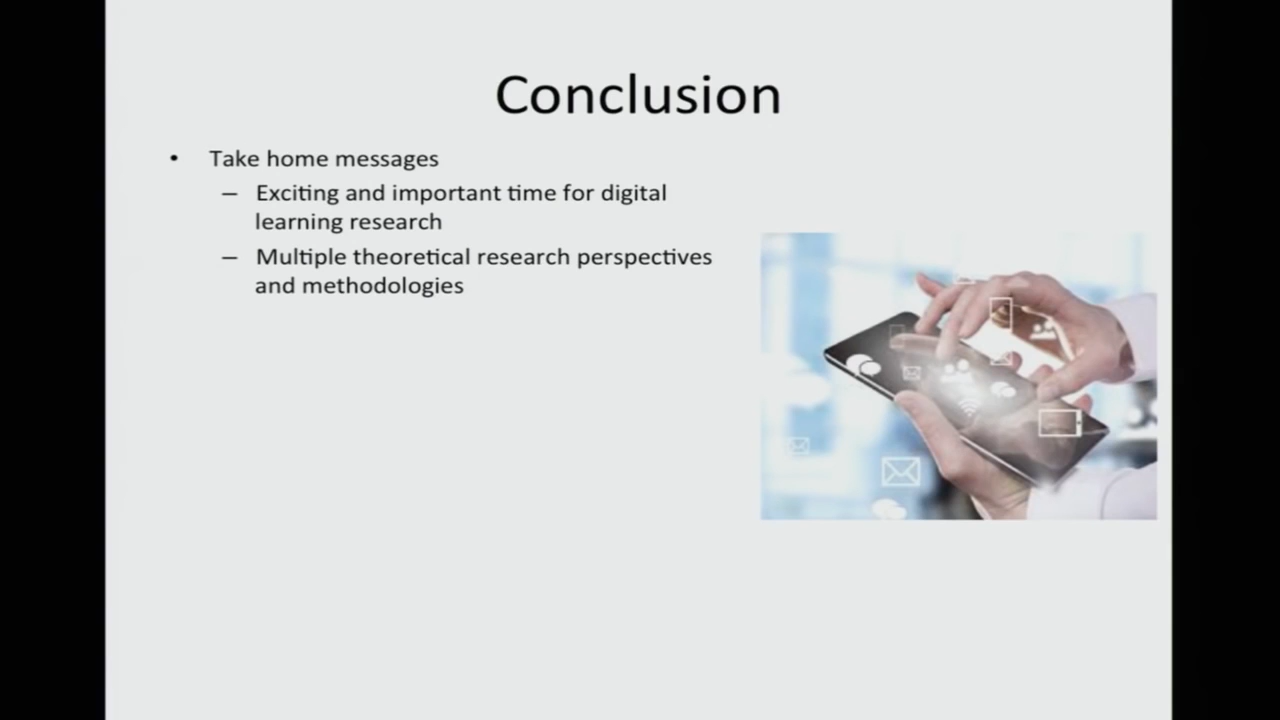 Conclusion
• Take home messages
– Exciting and important time for digital
learning research
– Multiple theoretical research perspectives
and methodologies